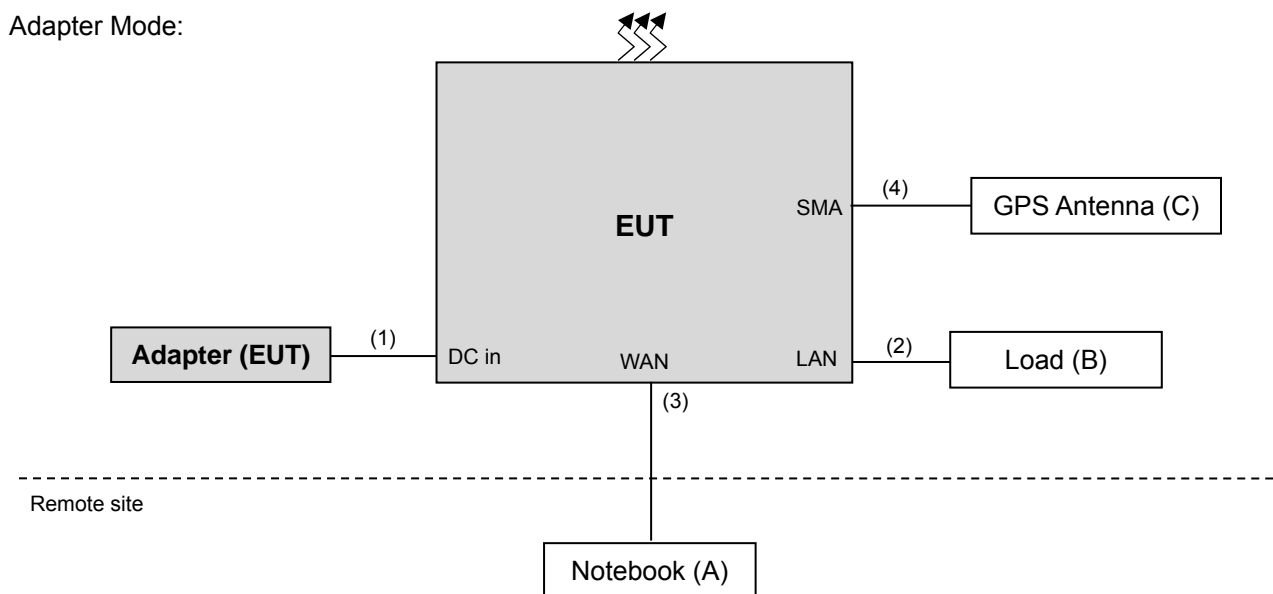 Adapter Mode:
(4)
SMA
GPS Antenna (C)
EUT
(1)
(2)
Adapter (EUT)
DC in
WAN
LAN
Load (B)
(3)
Remote site
Notebook (A)